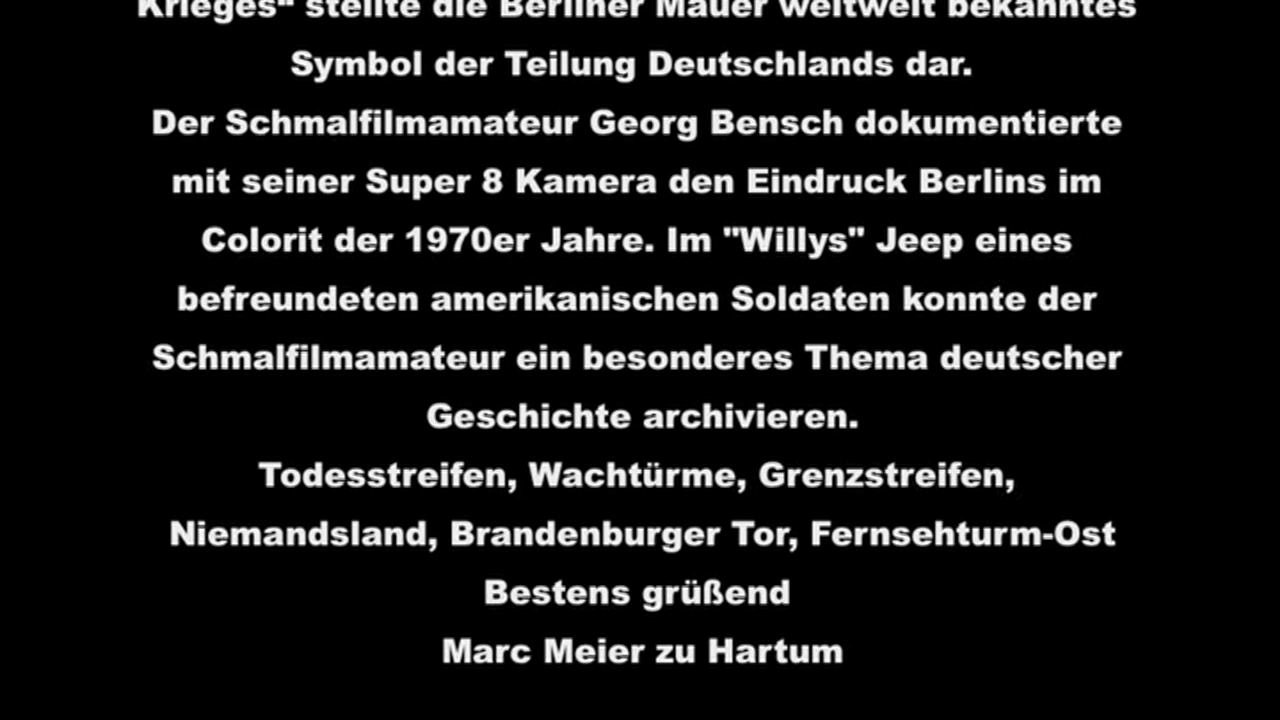 Krieges“ stellte die Berliner Mauer weltweit bekanntes
Symbol der Teilung Deutschlands dar.
Der Schmalfilmamateur Georg Bensch dokumentierte
mit seiner Super 8 Kamera den Eindruck Berlins im
Colorit der 1970er Jahre. Im "Willys" Jeep eines
befreundeten amerikanischen Soldaten konnte der
Schmalfilmamateur ein besonderes Thema deutscher
Geschichte archivieren.
Todesstreifen, Wachtürme, Grenzstreifen,
Niemandsland, Brandenburger Tor, Fernsehturm-Ost
Bestens grüßend
Marc Meier zu Hartum